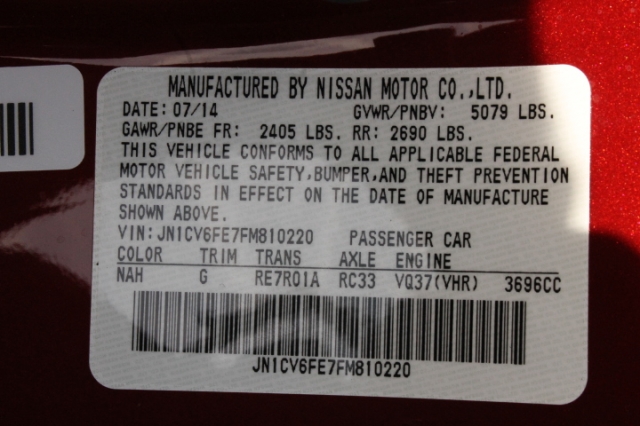 MANUFACTURED BY NISSAN MOTOR CO.,LTD.
DATE: 07/14 GVWR/PNBV: 5079 LBS.
GAWR/PNBE FR: 2405 LBS. RR: 2690 LBS.
THIS VEHICLE CONFORMS TO ALL APPLICABLE FEDERAL
MOTOR VEHICLE SAFETY,BUMPER,AND THEFT PREVENTION
STANDARDS IN EFFECT ON THE DATE OF MANUFACTURE
SHOWN ABOVE.
VIN:JN1CV6FE7FM810220 PASSENGER CAR
COLOR TRIM TRANS AXLE ENGINE
NAH G RE7R01A RC33 VQ37(VHR) 3696CC
JN1CV6FE7FM810220